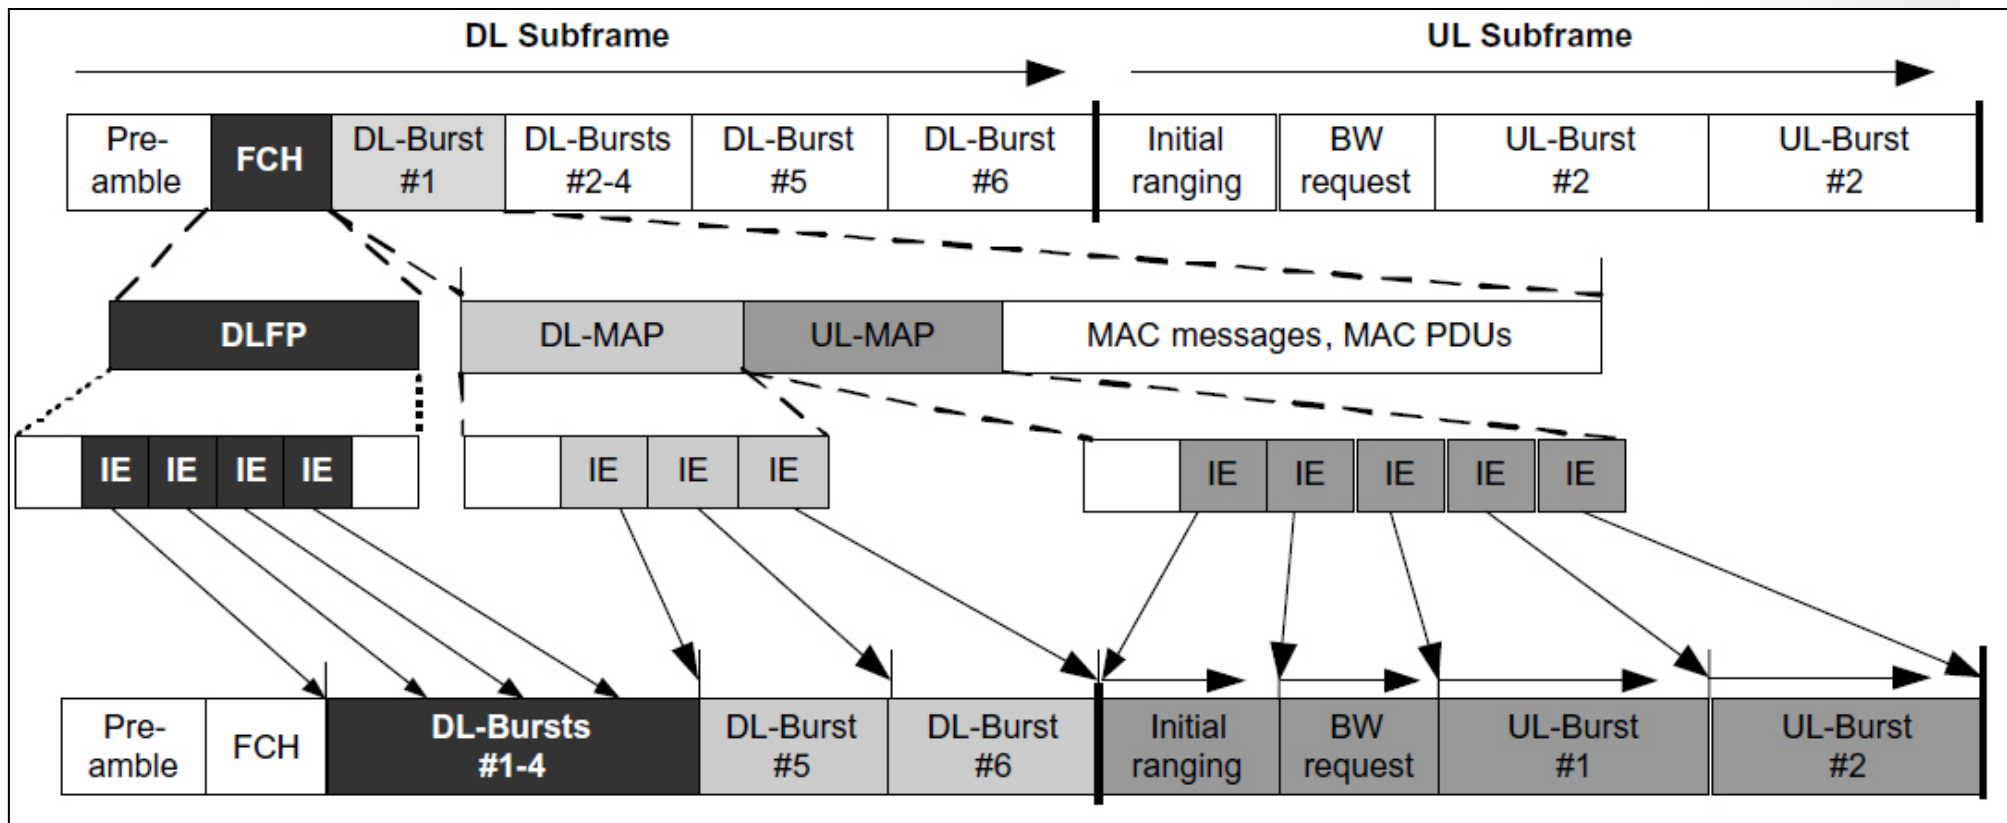 DL Subframe
UL Subframe
Pre-
amble
FCH
DL-Burst
#1
DL-Bursts
#2-4
DL-Burst
#5
DL-Burst
#6
Initial
ranging
BW
request
UL-Burst
#2
UL-Burst
#2
DLFP
DL-MAP
UL-MAP
MAC messages, MAC PDUs
IE
IE
IE
IE
IE
IE
IE
IE
IE
IE
IE
IE
Pre-
amble
FCH
DL-Bursts
#1-4
DL-Burst
#5
DL-Burst
#6
Initial
ranging
BW
request
UL-Burst
#1
UL-Burst
#2